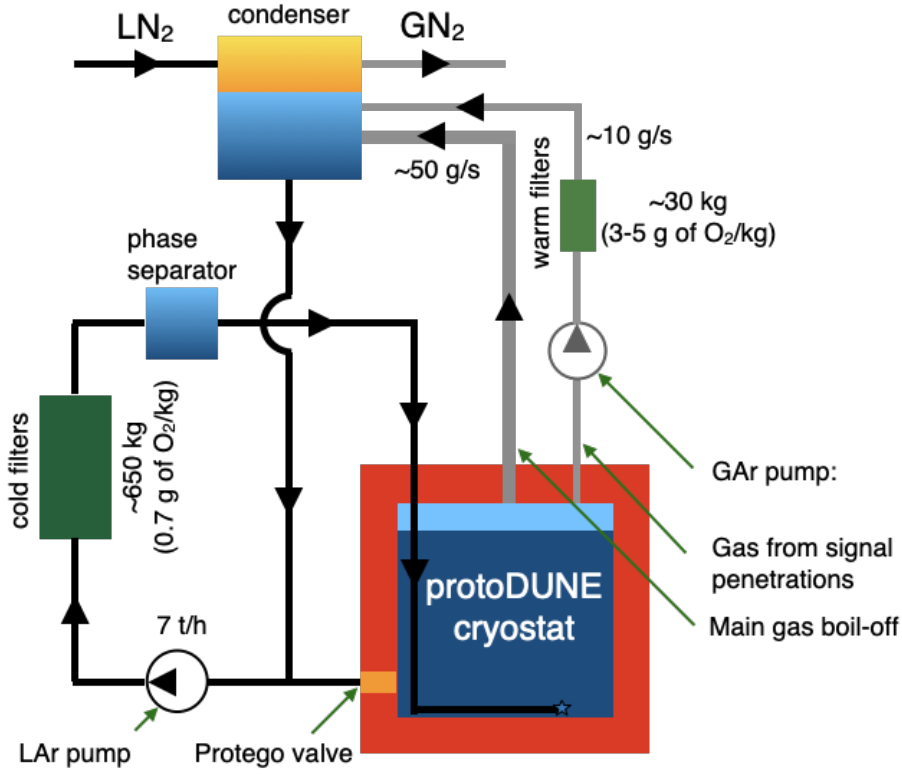 condenser
LN₂
GN₂
~10 g/s
~50 g/s
warm filters
~30 kg
(3-5 g of O₂/kg)
phase
separator
cold filters
~650 kg
(0.7 g of O₂/kg)
GAr pump:
Gas from signal
penetrations
protoDUNE
cryostat
Main gas boil-off
7 t/h
LAr pump
Protego valve